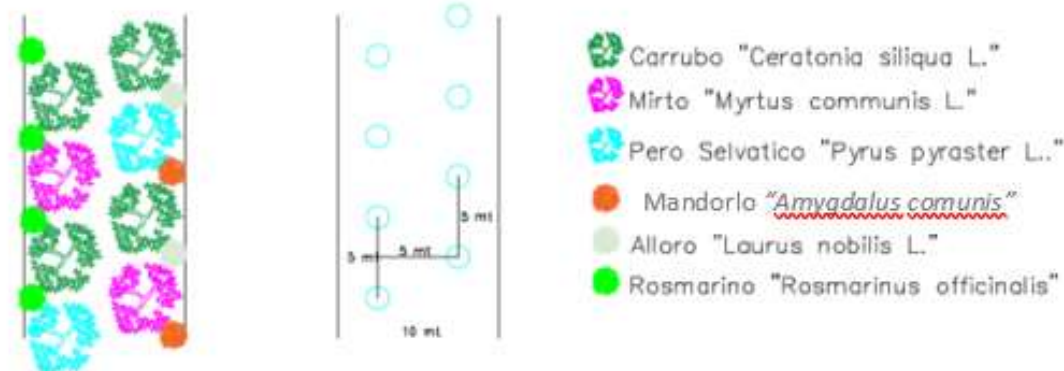 5 mt
5 mt.
5 mt
10 mt.
Carrubo "Ceratonia siliqua L."
Mirto "Myrtus communis L."
Pero Selvatico "Pyrus pyraster L.."
Mandorlo "Amygdalus comunis"
Alloro "Laurus nobilis L."
Rosmarino "Rosmarinus officinalis"